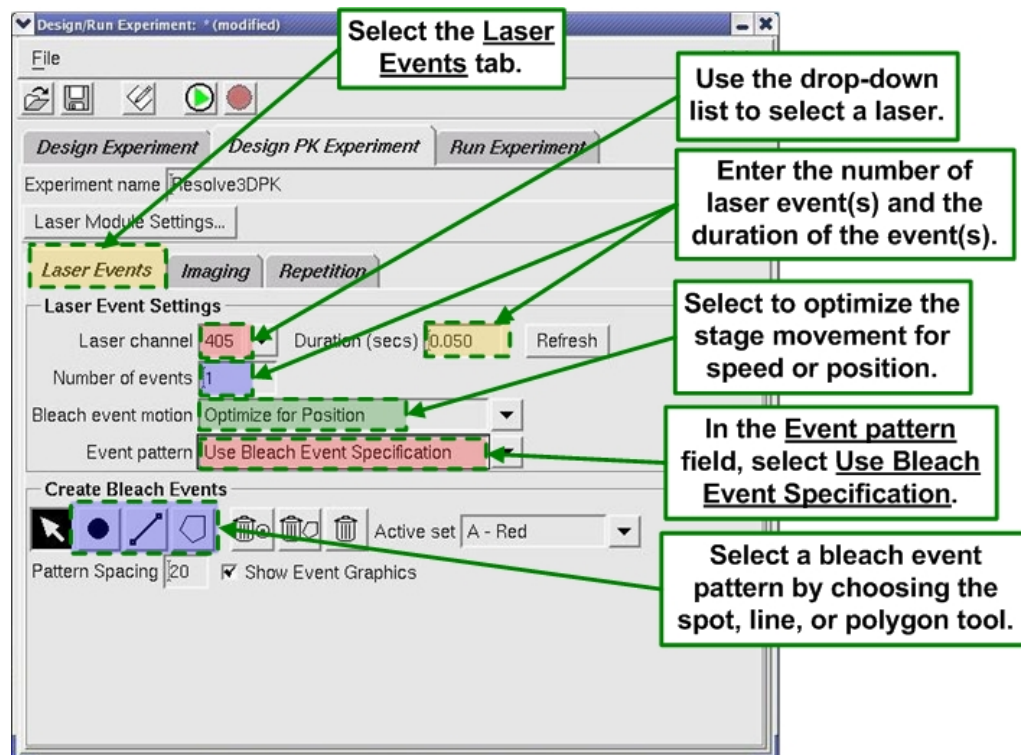 Design/Run Experiment: * (modified)
File
Select the Laser
Events tab.
Use the drop-down
list to select a laser.
Design Experiment Design PK Experiment Run Experiment
Experiment name Resolve3DPK
Enter the number of
laser event(s) and the
duration of the event(s).
Laser Module Settings...
Laser Events Imaging Repetition
Laser Event Settings
Laser channel 405 Duration (secs) 0.050 Refresh
Number of events 1
Select to optimize the
stage movement for
speed or position.
Bleach event motion Optimize for Position
Event pattern Use Bleach Event Specification
In the Event pattern
field, select Use Bleach
Event Specification.
Create Bleach Events
Active set A - Red
Pattern Spacing 20 Show Event Graphics
Select a bleach event
pattern by choosing the
spot, line, or polygon tool.